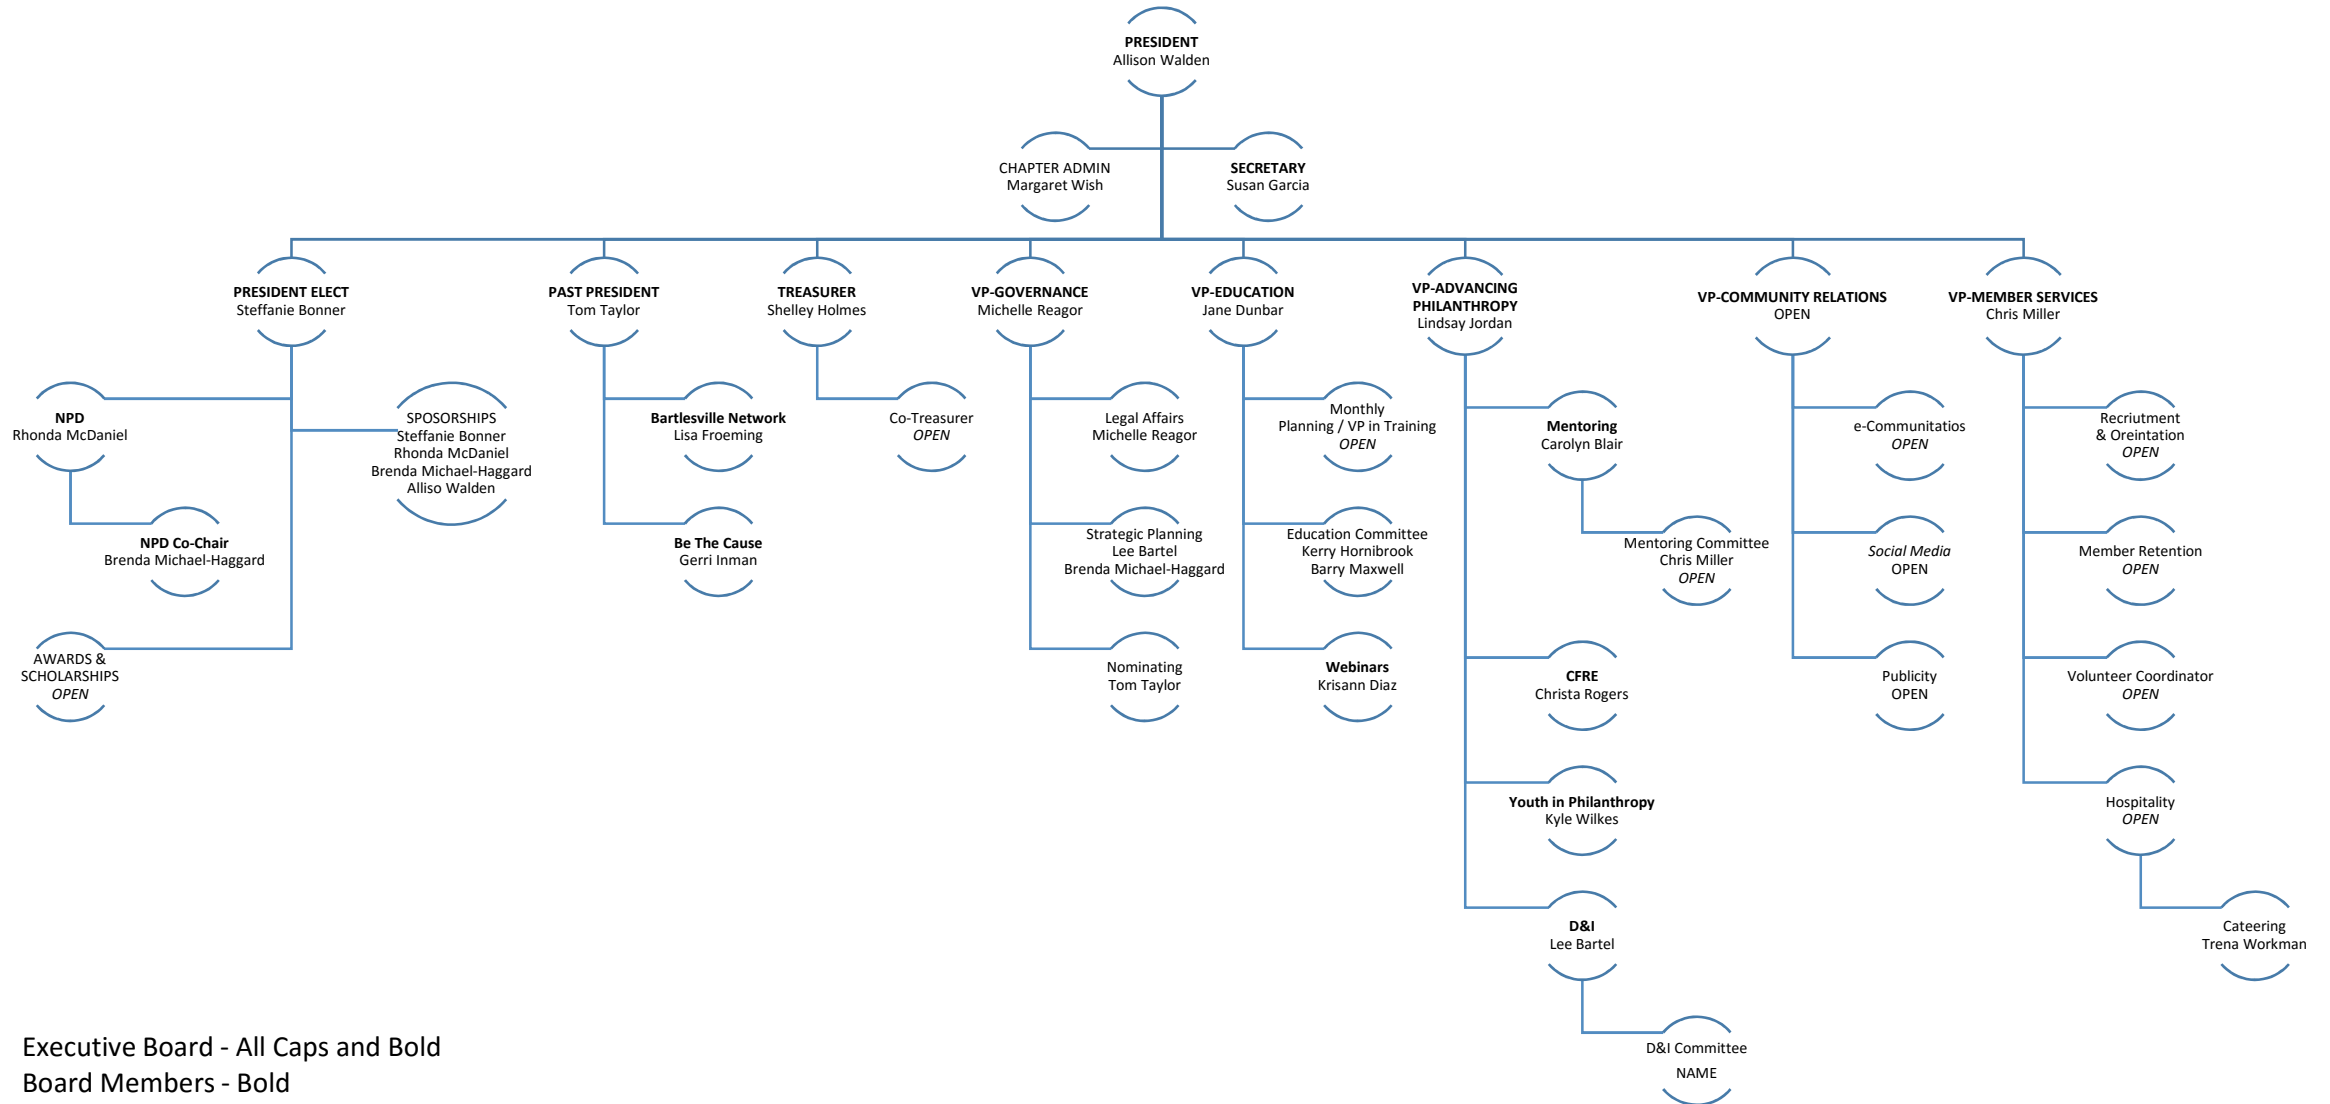 PRESIDENT
Allison Walden
CHAPTER ADMIN
Margaret Wish
SECRETARY
Susan Garcia
PRESIDENT ELECT
Steffanie Bonner
PAST PRESIDENT
Tom Taylor
TREASURER
Shelley Holmes
VP-GOVERNANCE
Michelle Reagor
VP-EDUCATION
Jane Dunbar
VP-ADVANCING
PHILANTHROPY
Lindsay Jordan
VP-COMMUNITY RELATIONS
OPEN
VP-MEMBER SERVICES
Chris Miller
NPD
Rhonda McDaniel
SPOSORSHIPS
Steffanie Bonner
Rhonda McDaniel
Brenda Michael-Haggard
Alliso Walden
Bartlesville Network
Lisa Froeming
Co-Treasurer
OPEN
Legal Affairs
Michelle Reagor
Monthly
Planning / VP in Training
OPEN
Mentoring
Carolyn Blair
e-Communitatios
OPEN
Recriutment
& Oreintation
OPEN
NPD Co-Chair
Brenda Michael-Haggard
Be The Cause
Gerri Inman
Strategic Planning
Lee Bartel
Brenda Michael-Haggard
Education Committee
Kerry Hornibrook
Barry Maxwell
Mentoring Committee
Chris Miller
OPEN
Social Media
OPEN
Member Retention
OPEN
AWARDS &
SCHOLARSHIPS
OPEN
Nominating
Tom Taylor
Webinars
Krisann Diaz
CFRE
Christa Rogers
Publicity
OPEN
Volunteer Coordinator
OPEN
Youth in Philanthropy
Kyle Wilkes
Hospitality
OPEN
D&I
Lee Bartel
Cateering
Trena Workman
D&I Committee
NAME
Executive Board - All Caps and Bold
Board Members - Bold